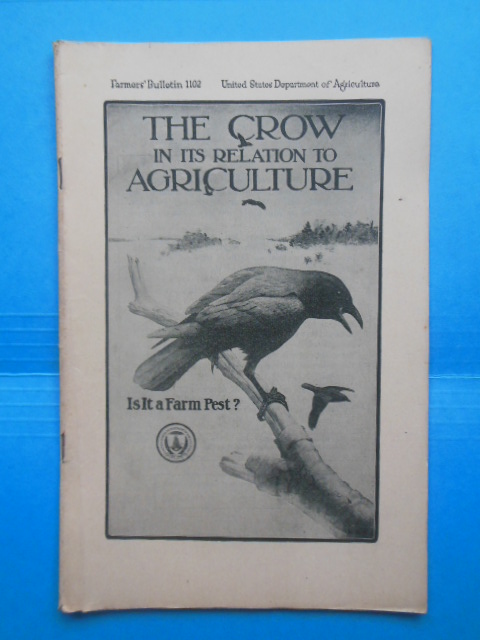 Farmers' Bulletin 1102 United States Department of Agriculture
THE CROW
IN ITS RELATION TO
AGRICULTURE
Is It a Farm Pest?